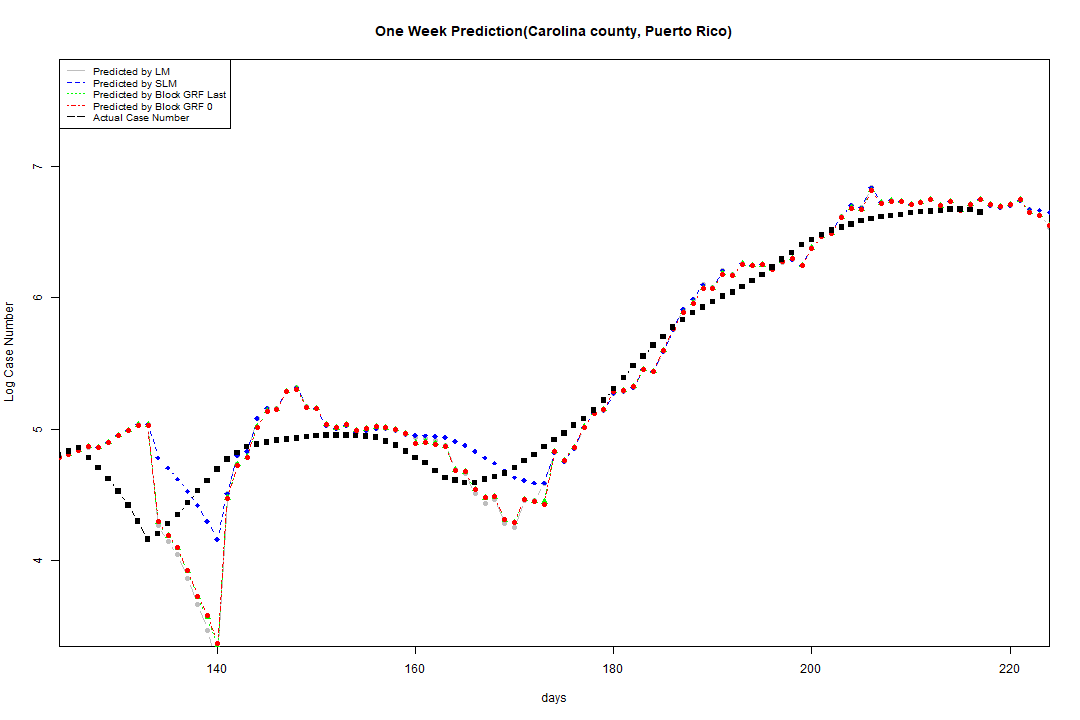 One Week Prediction(Carolina county, Puerto Rico)
Predicted by LM
Predicted by SLM
Predicted by Block GRF Last
Predicted by Block GRF 0
Actual Case Number
7
6
5
4
Log Case Number
140 160 180 200 220
days